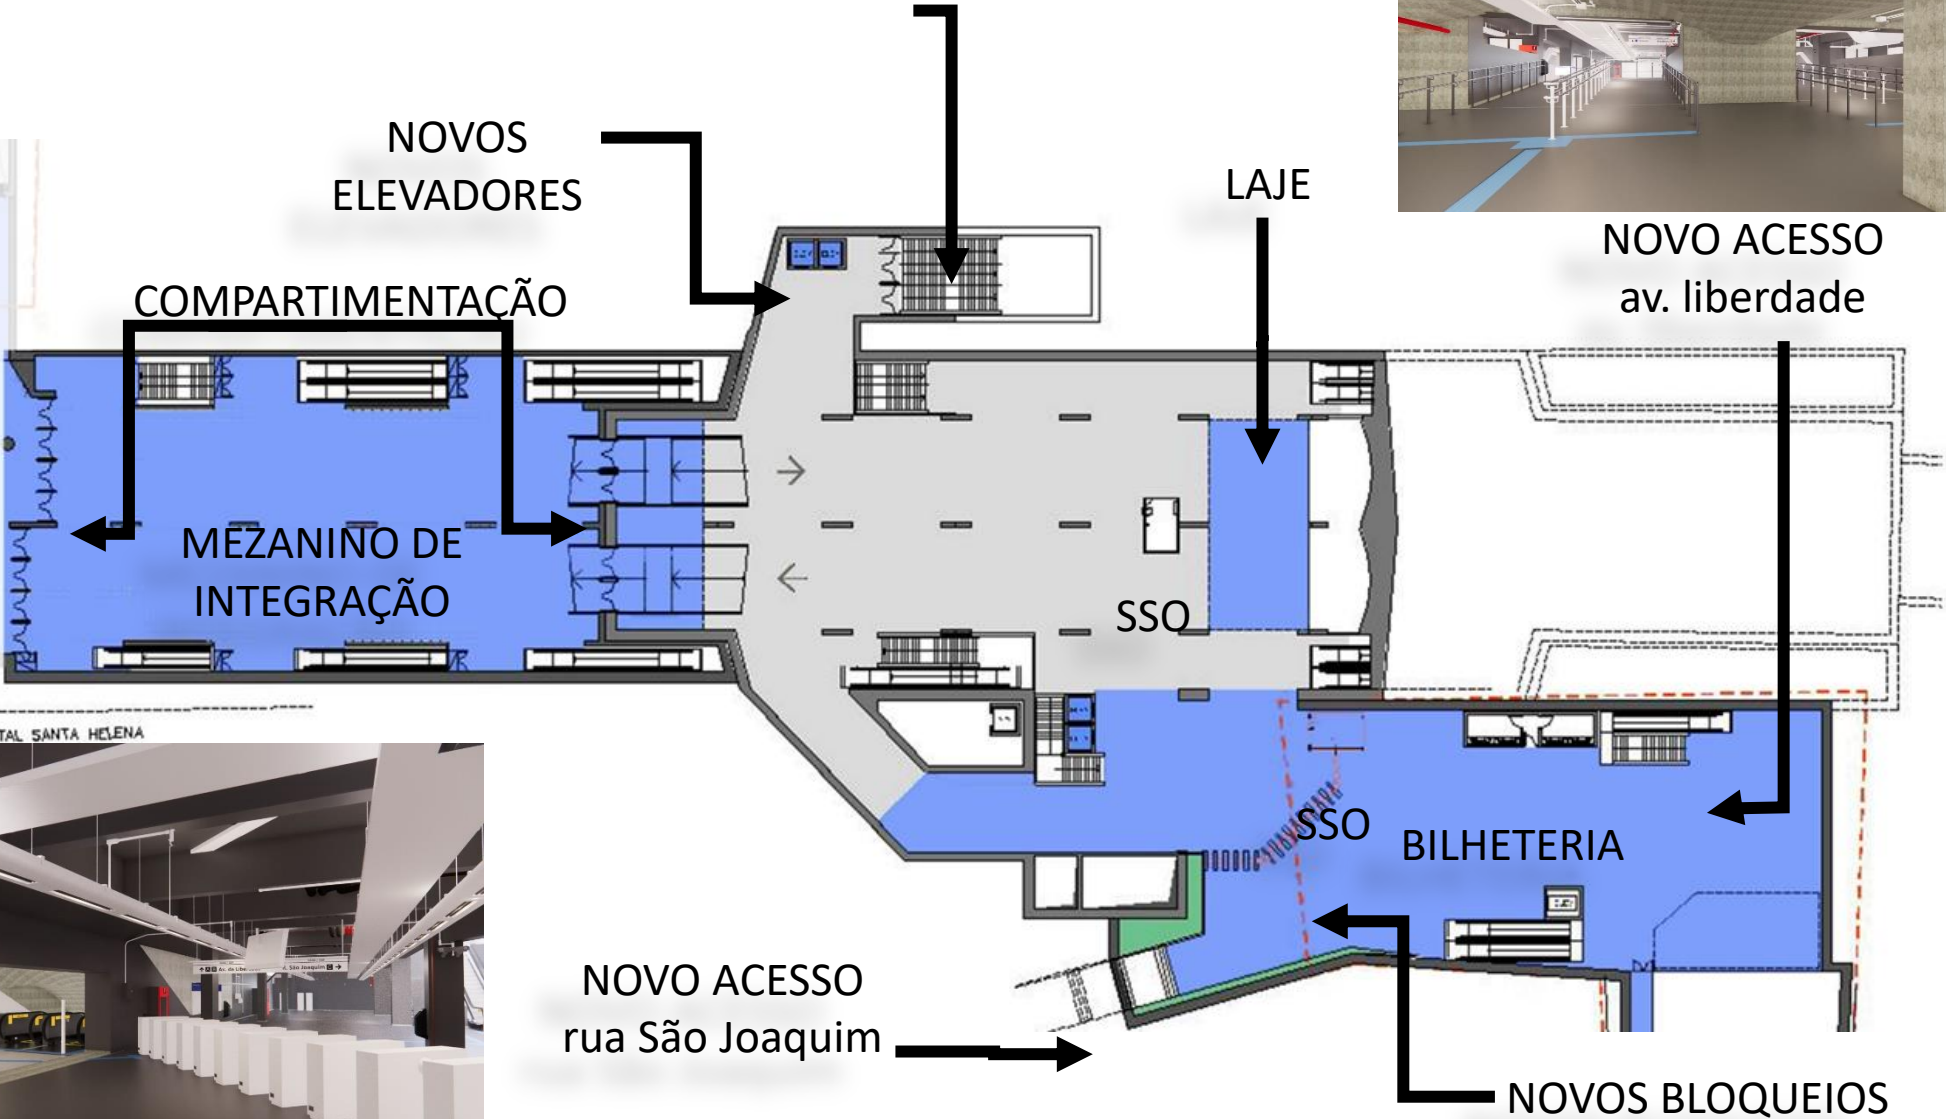 NOVOS
ELEVADORES
LAJE
NOVO ACESSO
av. liberdade
COMPARTIMENTAÇÃO
MEZANINO DE
INTEGRAÇÃO
SSO
TAL SANTA HELENA
SSO
BILHETERIA
NOVO ACESSO
rua São Joaquim
NOVOS BLOQUEIOS